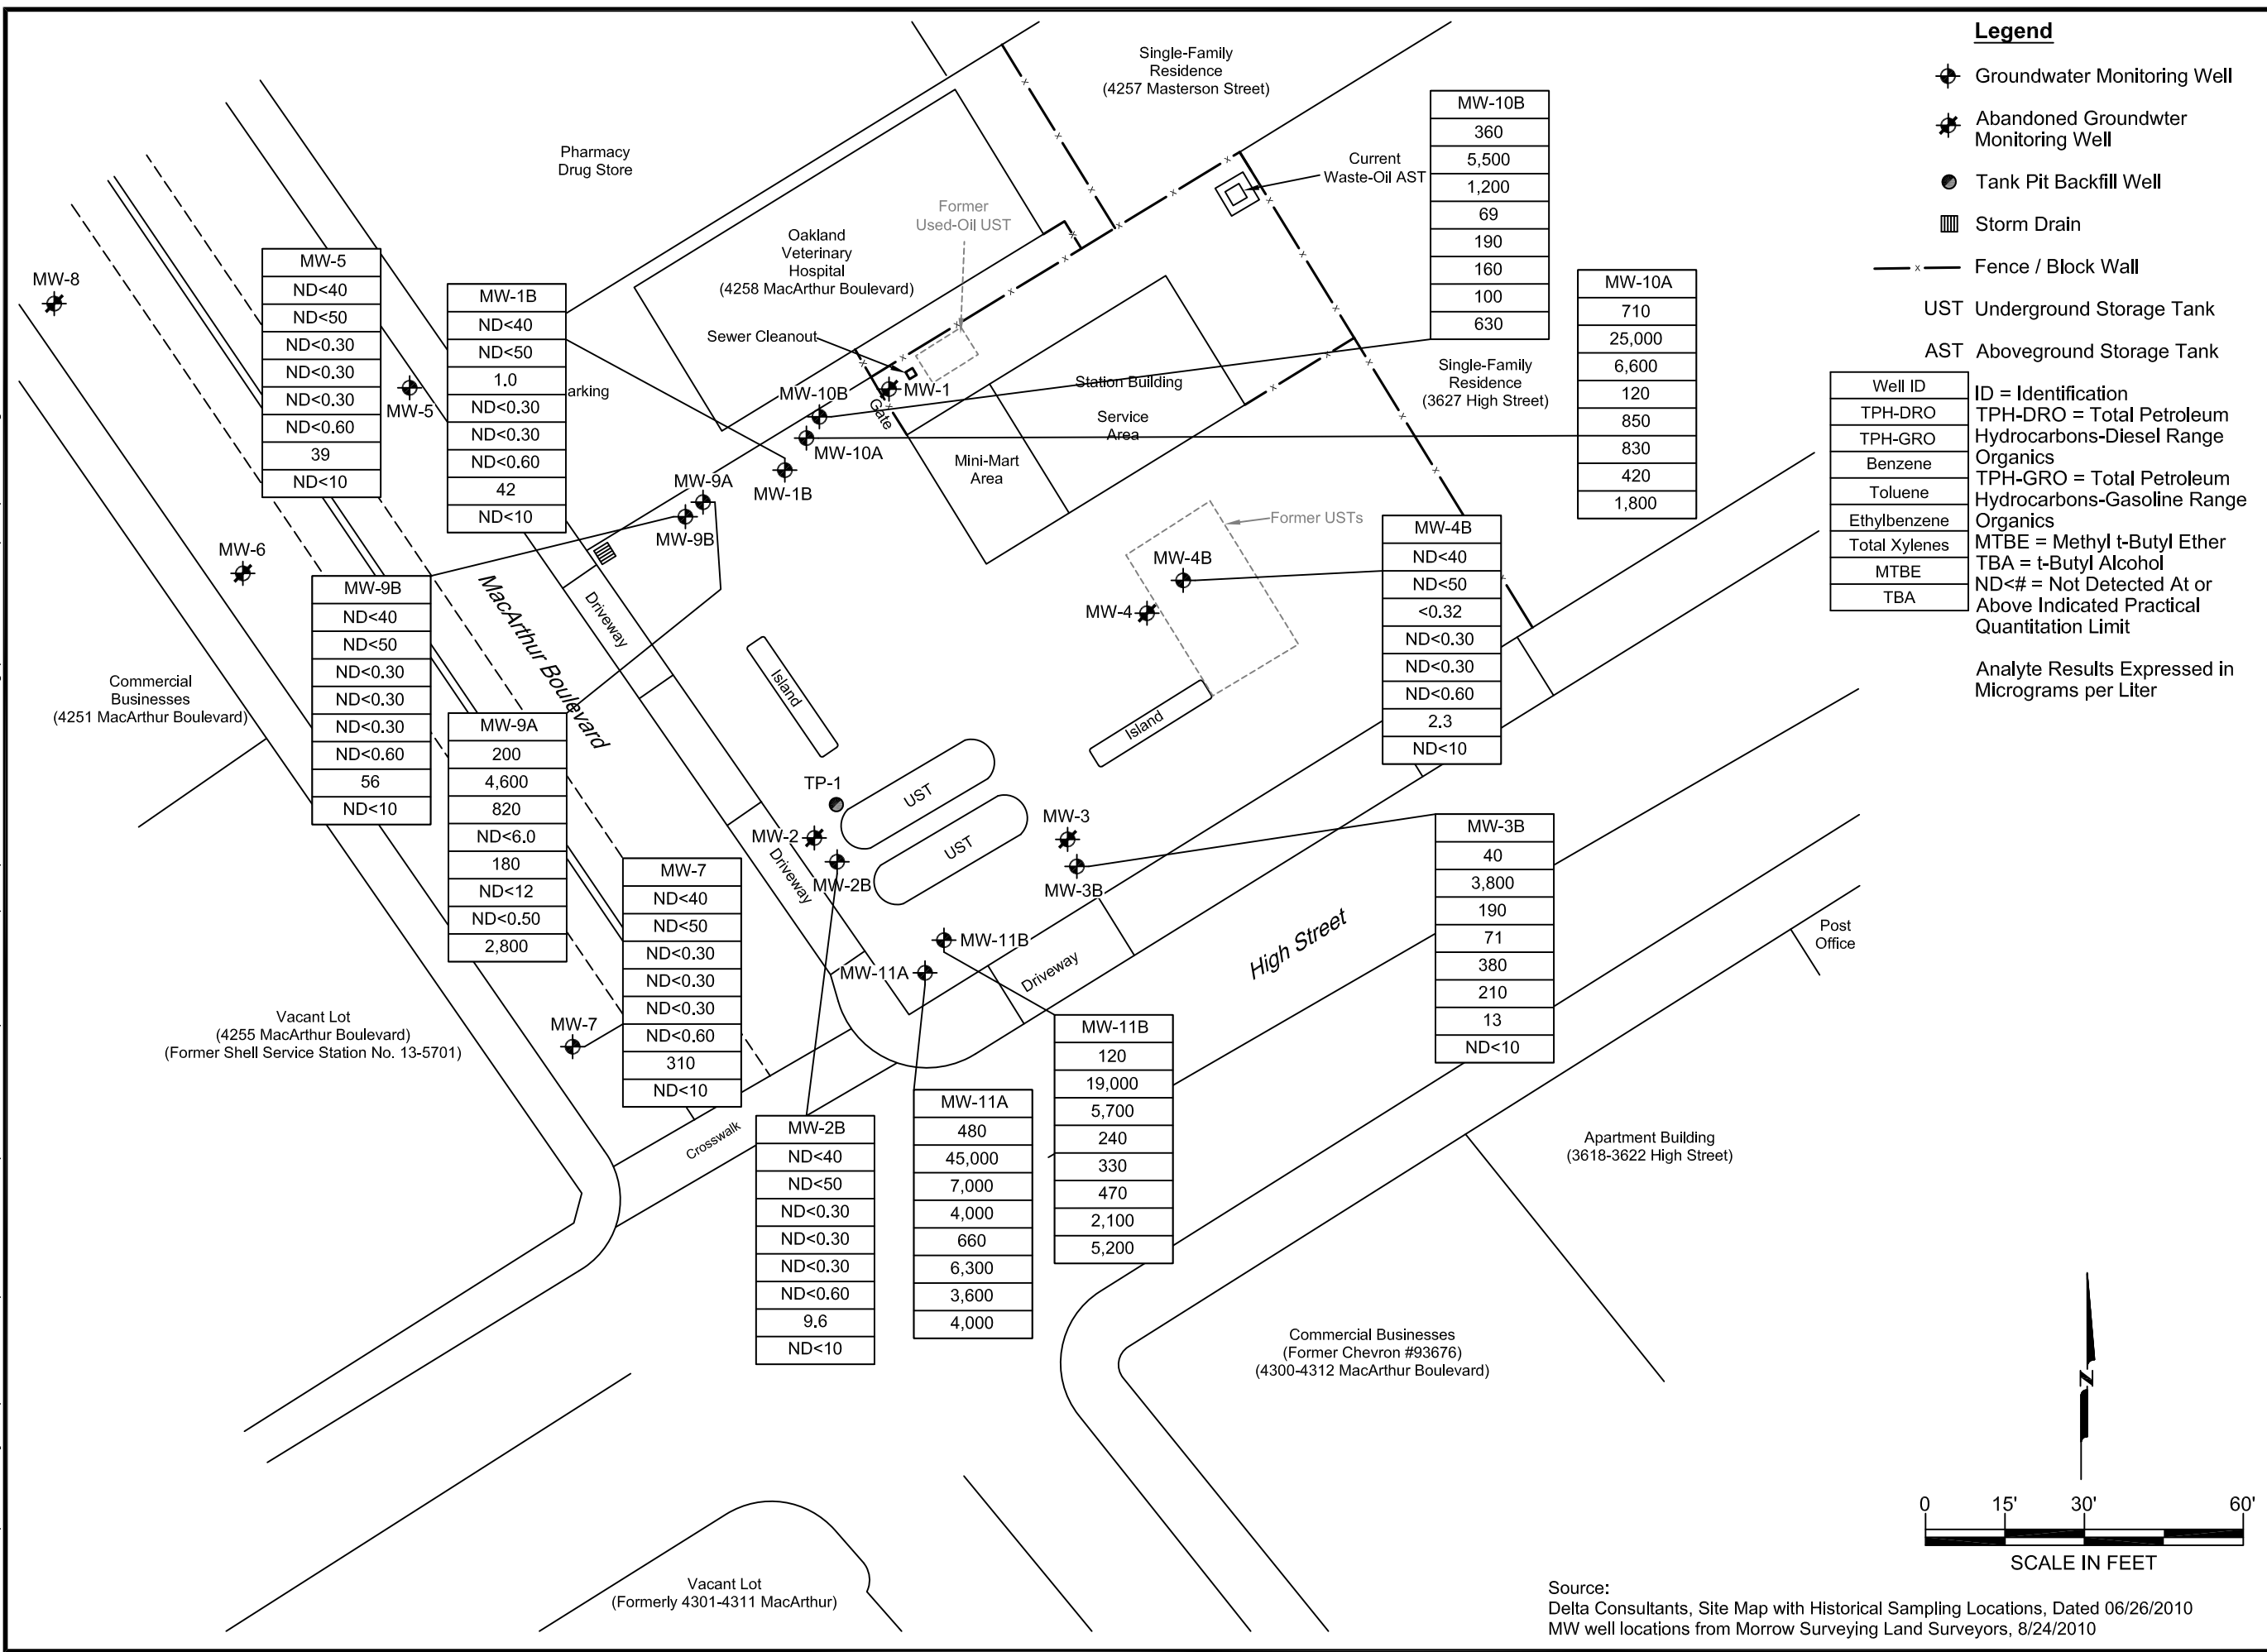 Legend
Groundwater Monitoring Well
Abandoned Groundwter
Monitoring Well
Tank Pit Backfill Well
Storm Drain
x Fence / Block Wall
UST Underground Storage Tank
AST Aboveground Storage Tank
Well ID
TPH-DRO
TPH-GRO
Benzene
Toluene
Ethylbenzene
Total Xylenes
MTBE
TBA
ID = Identification
TPH-DRO = Total Petroleum
Hydrocarbons-Diesel Range
Organics
TPH-GRO = Total Petroleum
Hydrocarbons-Gasoline Range
Organics
MTBE = Methyl t-Butyl Ether
TBA = t-Butyl Alcohol
ND<# = Not Detected At or
Above Indicated Practical
Quantitation Limit
Analyte Results Expressed in
Micrograms per Liter
Single-Family
Residence
(4257 Masterson Street)
Pharmacy
Drug Store
Current
Waste-Oil AST
Former
Used-Oil UST
Oakland
Veterinary
Hospital
(4258 MacArthur Boulevard)
Sewer Cleanout
MW-10B
360
5,500
1,200
69
190
160
100
630
MW-10A
710
25,000
6,600
120
850
830
420
1,800
MW-5
ND<40
ND<50
ND<0.30
ND<0.30
ND<0.30
ND<0.60
39
ND<10
MW-1B
ND<40
ND<50
1.0
ND<0.30
ND<0.30
ND<0.60
42
ND<10
arking
MW-8
MW-5
MW-6
MW-10B
MW-1
Gate
MW-10A
MW-1B
MW-9A
MW-9B
Station Building
Service
Area
Mini-Mart
Area
Single-Family
Residence
(3627 High Street)
Former USTs
MW-4B
MW-4
MW-4B
ND<40
ND<50
<0.32
ND<0.30
ND<0.30
ND<0.60
2.3
ND<10
MW-9B
ND<40
ND<50
ND<0.30
ND<0.30
ND<0.30
ND<0.60
56
ND<10
MacArthur Boulevard
Driveway
Island
Island
Commercial
Businesses
(4251 MacArthur Boulevard)
MW-9A
200
4,600
820
ND<6.0
180
ND<12
ND<0.50
2,800
TP-1
UST
UST
MW-2
MW-2B
Driveway
MW-3
MW-3B
MW-3B
40
3,800
190
71
380
210
13
ND<10
MW-7
ND<40
ND<50
ND<0.30
ND<0.30
ND<0.30
ND<0.60
310
ND<10
MW-11B
MW-11A
Driveway
High Street
Post
Office
Vacant Lot
(4255 MacArthur Boulevard)
(Former Shell Service Station No. 13-5701)
MW-7
Crosswalk
MW-2B
ND<40
ND<50
ND<0.30
ND<0.30
ND<0.30
ND<0.60
9.6
ND<10
MW-11A
480
45,000
7,000
4,000
660
6,300
3,600
4,000
MW-11B
120
19,000
5,700
240
330
470
2,100
5,200
Apartment Building
(3618-3622 High Street)
Commercial Businesses
(Former Chevron #93676)
(4300-4312 MacArthur Boulevard)
Vacant Lot
(Formerly 4301-4311 MacArthur)
N
0 15' 30' 60'
SCALE IN FEET
Source:
Delta Consultants, Site Map with Historical Sampling Locations, Dated 06/26/2010
MW well locations from Morrow Surveying Land Surveyors, 8/24/2010